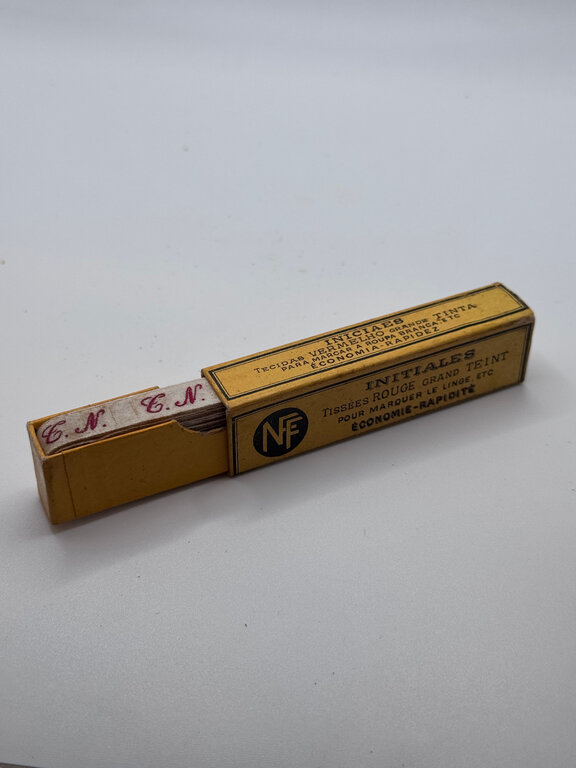 INICIAES
TECIDAS VERMELHO GRANDE TINTA
PARA MARCAR A ROUPA BRANCA·ETC
ÉCONOMIA-RAPIDEZ
INITIALES
TISSÉES ROUGE GRAND TEINT
POUR MARQUER LE LINGE, ETC
ÉCONOMIE-RAPIDITÉ
NF
C. N. C. N.